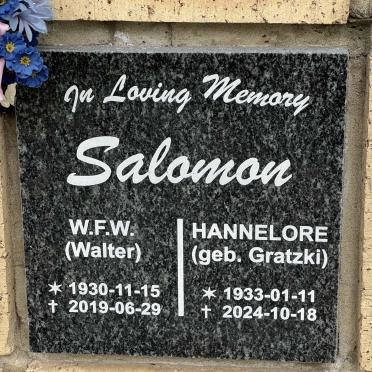 In Loving Memory
Salomon
W.F.W.
(Walter)
✶ 1930-11-15
† 2019-06-29
HANNELORE
(geb. Gratzki)
✶ 1933-01-11
† 2024-10-18